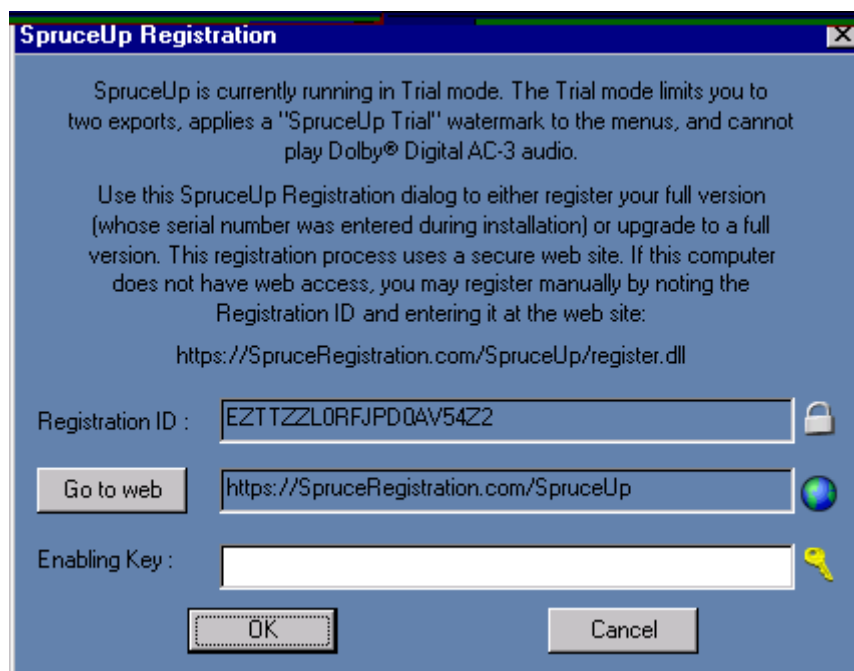 SpruceUp Registration
SpruceUp is currently running in Trial mode. The Trial mode limits you to
two exports, applies a "SpruceUp Trial" watermark to the menus, and cannot
play Dolby® Digital AC-3 audio.
Use this SpruceUp Registration dialog to either register your full version
(whose serial number was entered during installation) or upgrade to a full
version. This registration process uses a secure web site. If this computer
does not have web access, you may register manually by noting the
Registration ID and entering it at the web site:
https://SpruceRegistration.com/SpruceUp/register.dll
Registration ID : EZTTZZL0RFJPD0AV54Z2
Go to web https://SpruceRegistration.com/SpruceUp
Enabling Key :
OK Cancel